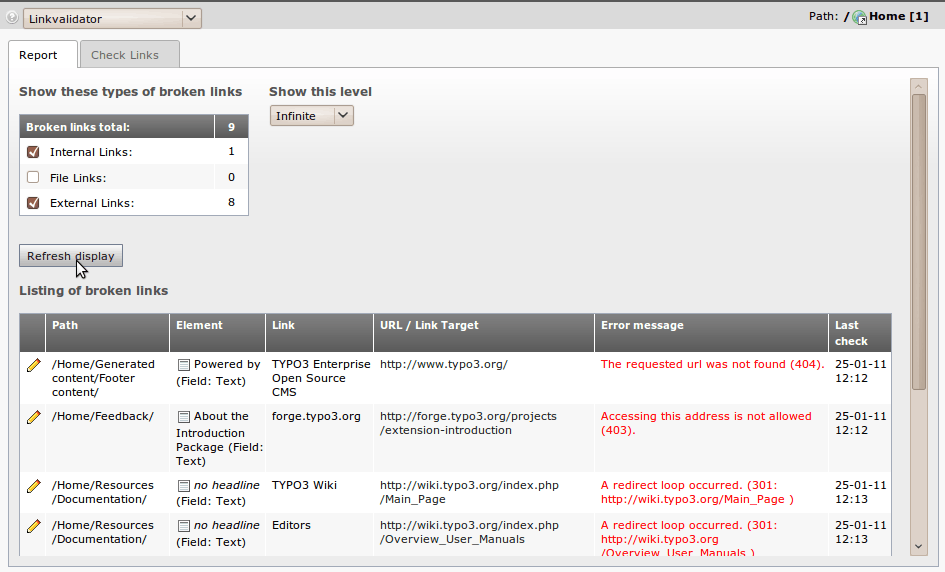 Linkvalidator
Path: / Home [1]
Report
Check Links
Show these types of broken links
Show this level
Infinite
Broken links total: 9
Internal Links: 1
File Links: 0
External Links: 8
Refresh display
Listing of broken links
Path Element Link URL / Link Target Error message Last
check
/Home/Generated Powered by TYPO3 Enterprise http://www.typo3.org/ The requested url was not found (404). 25-01-11
content/Footer (Field: Text) Open Source 12:12
content/ CMS
/Home/Feedback/ About the forge.typo3.org http://forge.typo3.org/projects Accessing this address is not allowed 25-01-11
Introduction /extension-introduction (403). 12:12
Package (Field:
Text)
/Home/Resources no headline TYPO3 Wiki http://wiki.typo3.org/index.php A redirect loop occurred. (301: 25-01-11
/Documentation/ (Field: Text) /Main_Page http://wiki.typo3.org/Main_Page ) 12:13
/Home/Resources no headline Editors http://wiki.typo3.org/index.php A redirect loop occurred. (301: 25-01-11
/Documentation/ (Field: Text) /Overview_User_Manuals http://wiki.typo3.org 12:13
/Overview_User_Manuals )